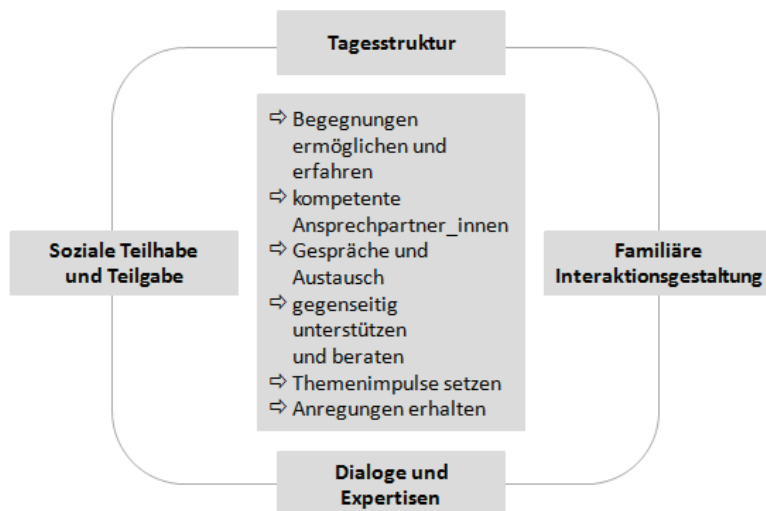 Tagesstruktur
⇨ Begegnungen
ermöglichen und
erfahren
⇨ kompetente
Ansprechpartner_innen
⇨ Gespräche und
Austausch
⇨ gegenseitig
unterstützen
und beraten
⇨ Themenimpulse setzen
⇨ Anregungen erhalten
Soziale Teilhabe
und Teilgabe
Familiäre
Interaktionsgestaltung
Dialoge und
Expertisen